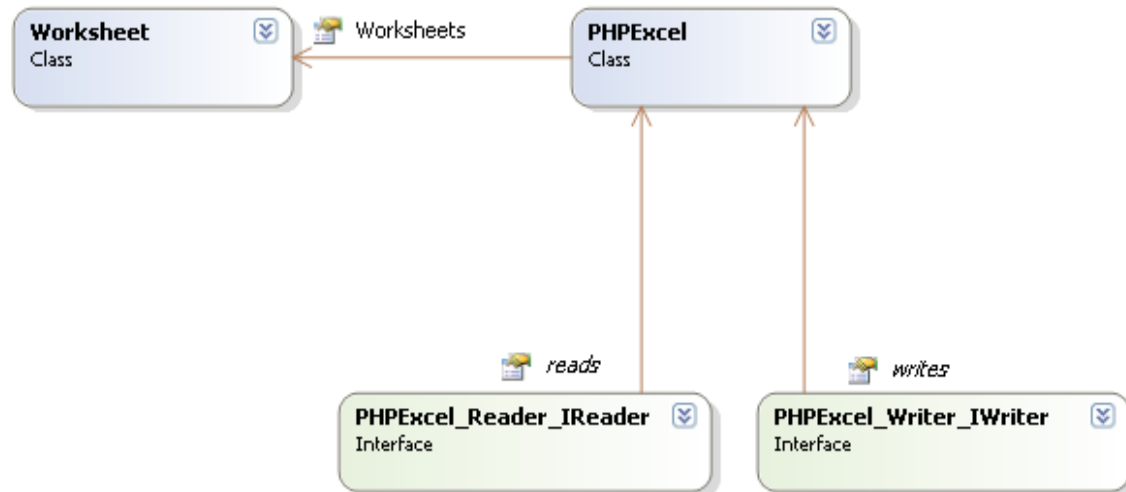 Worksheet
Class
Worksheets
PHPExcel
Class
reads
writes
PHPExcel_Reader_IReader
Interface
PHPExcel_Writer_IWriter
Interface